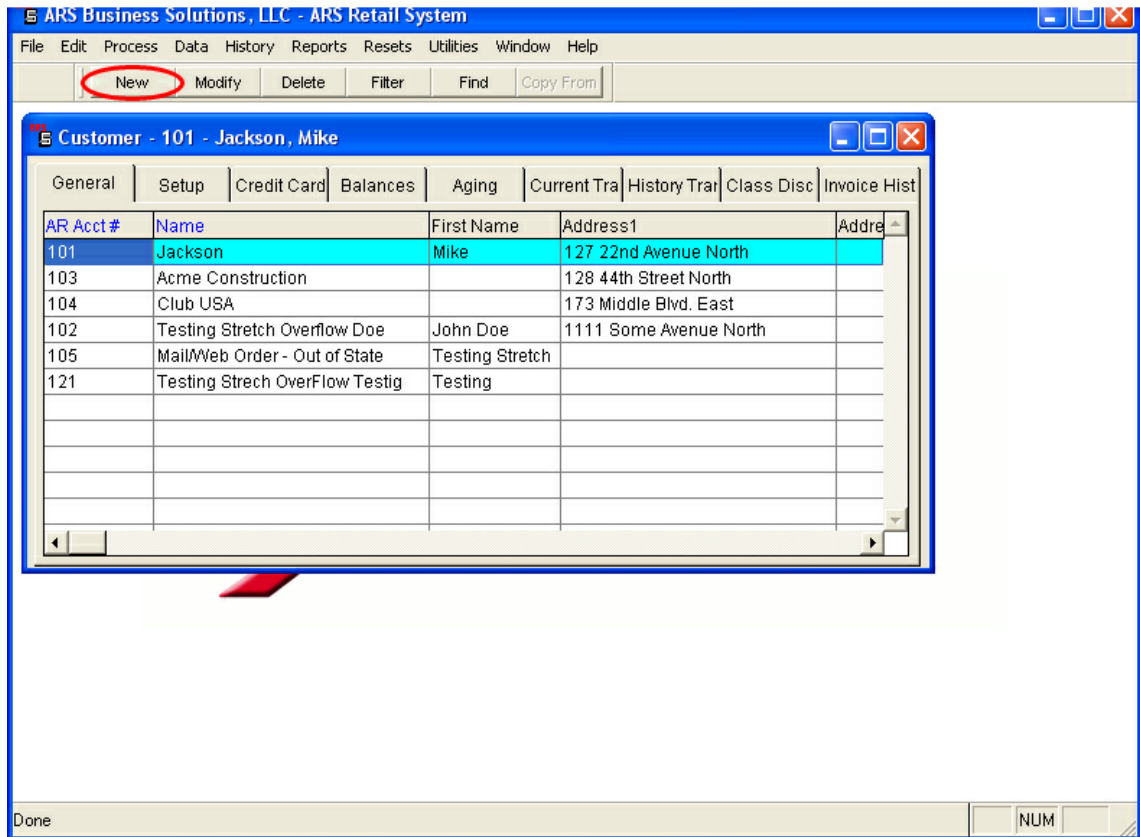 ARS Business Solutions, LLC - ARS Retail System
File Edit Process Data History Reports Resets Utilities Window Help
New Modify Delete Filter Find Copy From
Customer - 101 - Jackson, Mike
General Setup Credit Card Balances Aging Current Tra History Tran Class Disc Invoice Hist
AR Acct # Name First Name Address1 Addre
101 Jackson Mike 127 22nd Avenue North
103 Acme Construction 128 44th Street North
104 Club USA 173 Middle Blvd. East
102 Testing Stretch Overflow Doe John Doe 1111 Some Avenue North
105 Mail/Web Order - Out of State Testing Stretch
121 Testing Strech OverFlow Testig Testing
Done NUM